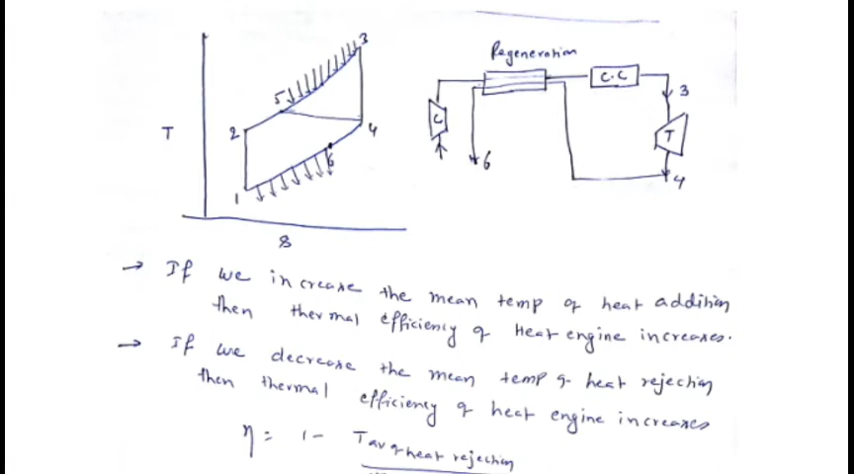 Regeneration
3
5
C.C
3
T
2
4
C
T
6
6
4
1
S
→ If we increase the mean temp of heat addition
then thermal efficiency of Heat engine increases.
→ If we decrease the mean temp of heat rejection
then thermal efficiency of heat engine increases
η = 1 - Tavg heat rejection